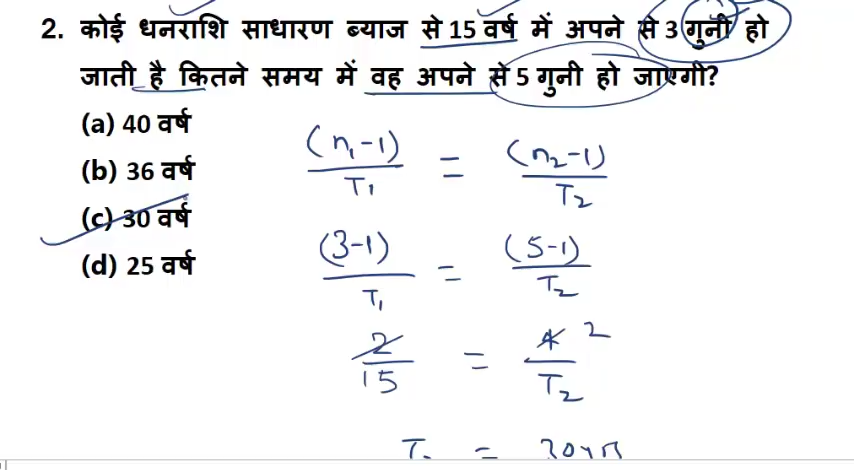 2. कोई धनराशि साधारण ब्याज से 15 वर्ष में अपने से 3 गुनी हो
जाती है कितने समय में वह अपने से 5 गुनी हो जाएगी?
(a) 40 वर्ष
(b) 36 वर्ष
(c) 30 वर्ष
(d) 25 वर्ष
(n₁-1)/T₁ = (n₂-1)/T₂
(3-1)/T₁ = (5-1)/T₂
2/15 = 4/T₂ 2
= 30